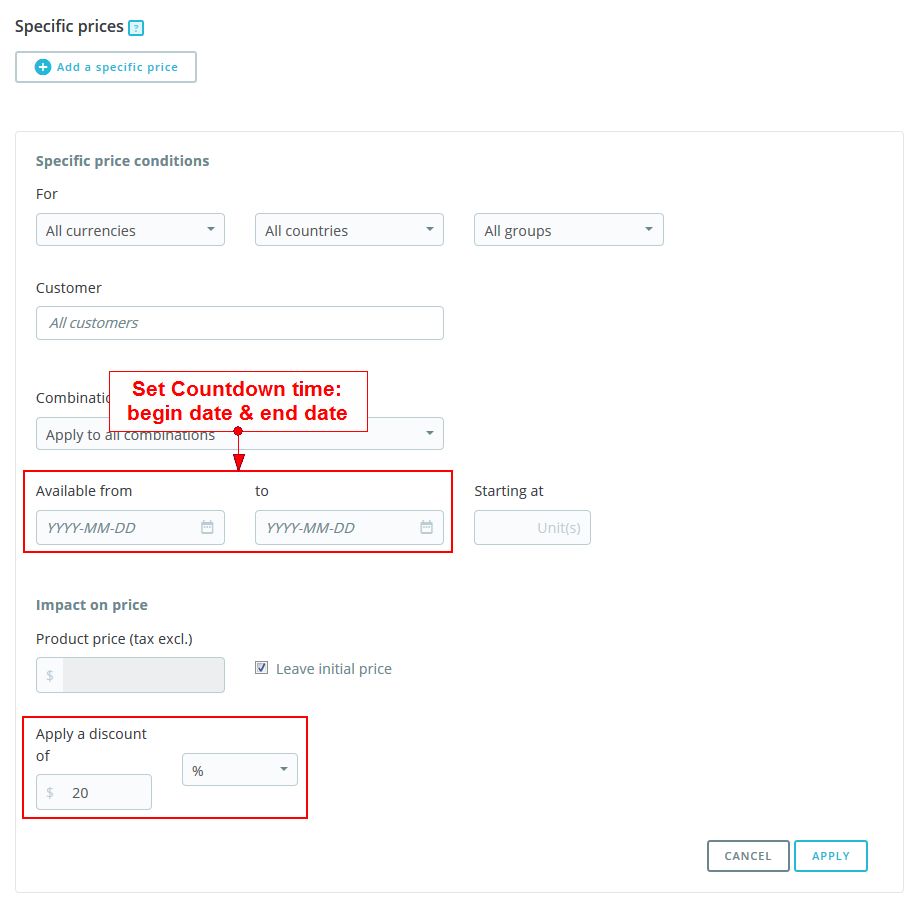 Specific prices ?
Add a specific price
Specific price conditions
For
All currencies
All countries
All groups
Customer
All customers
Set Countdown time:
begin date & end date
Apply to all combinations
Available from
to
Starting at
YYYY-MM-DD
YYYY-MM-DD
Unit(s)
Impact on price
Product price (tax excl.)
$
Leave initial price
Apply a discount
of
%
$ 20
CANCEL
APPLY